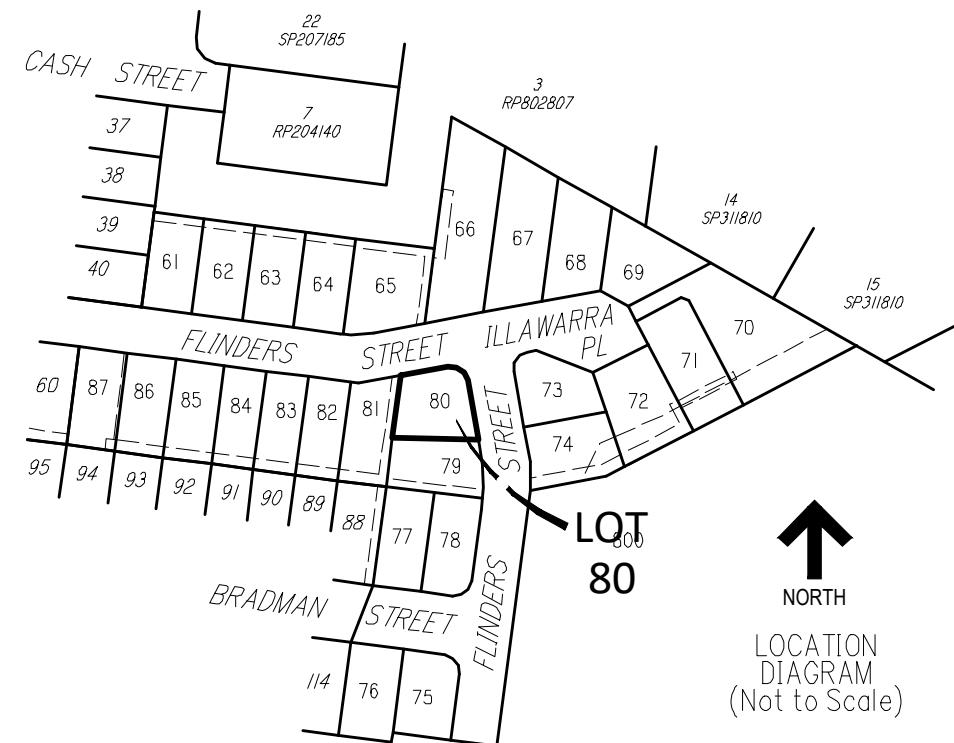 22
SP207185
CASH STREET
3
RP802807
7
RP204140
37
38
14
SP311810
39
66
67
40
61
62
63
64
65
68
69
15
SP311810
FLINDERS STREET
ILLAWARRA
PL
70
71
60
87
86
85
84
83
82
81
80
73
72
STREET
74
79
95
94
93
92
91
90
89
88
77
78
LOT
80
800
FLINDERS
BRADMAN STREET
NORTH
LOCATION
DIAGRAM
(Not to Scale)
114
76
75